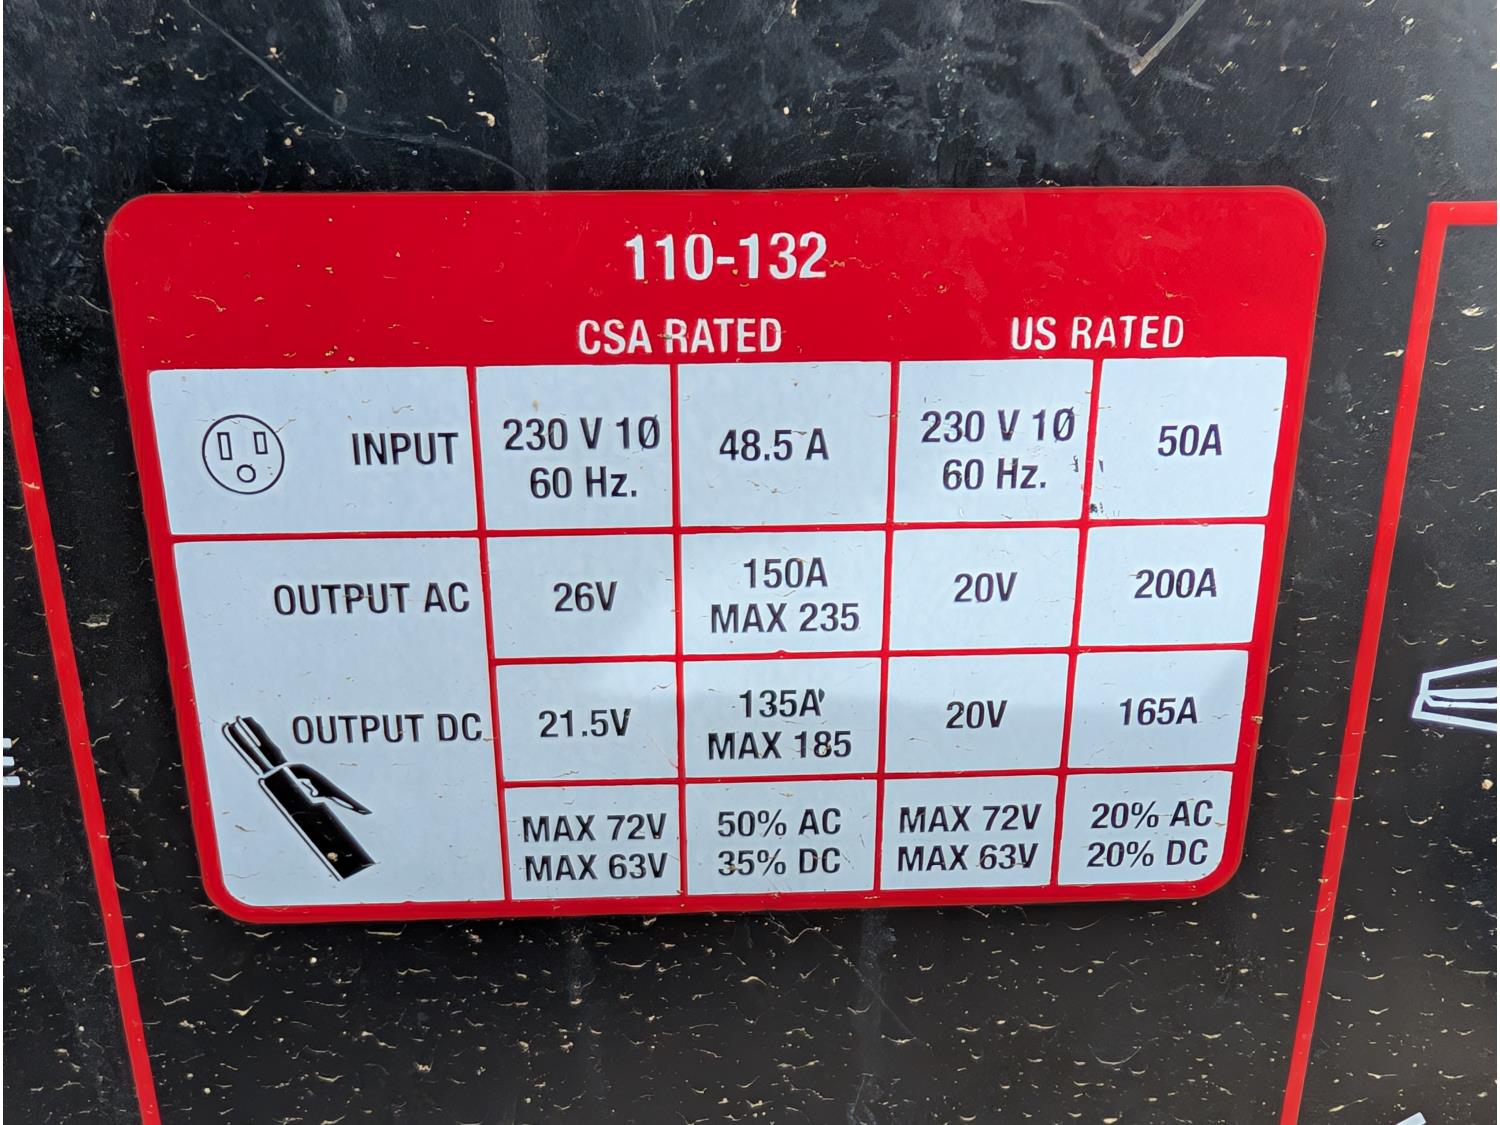 110-132
CSA RATED US RATED
INPUT 230 V 1Ø 60 Hz. 48.5 A 230 V 1Ø 60 Hz. 50A
OUTPUT AC 26V 150A MAX 235 20V 200A
OUTPUT DC 21.5V 135A MAX 185 20V 165A
MAX 72V 50% AC MAX 72V 20% AC
MAX 63V 35% DC MAX 63V 20% DC